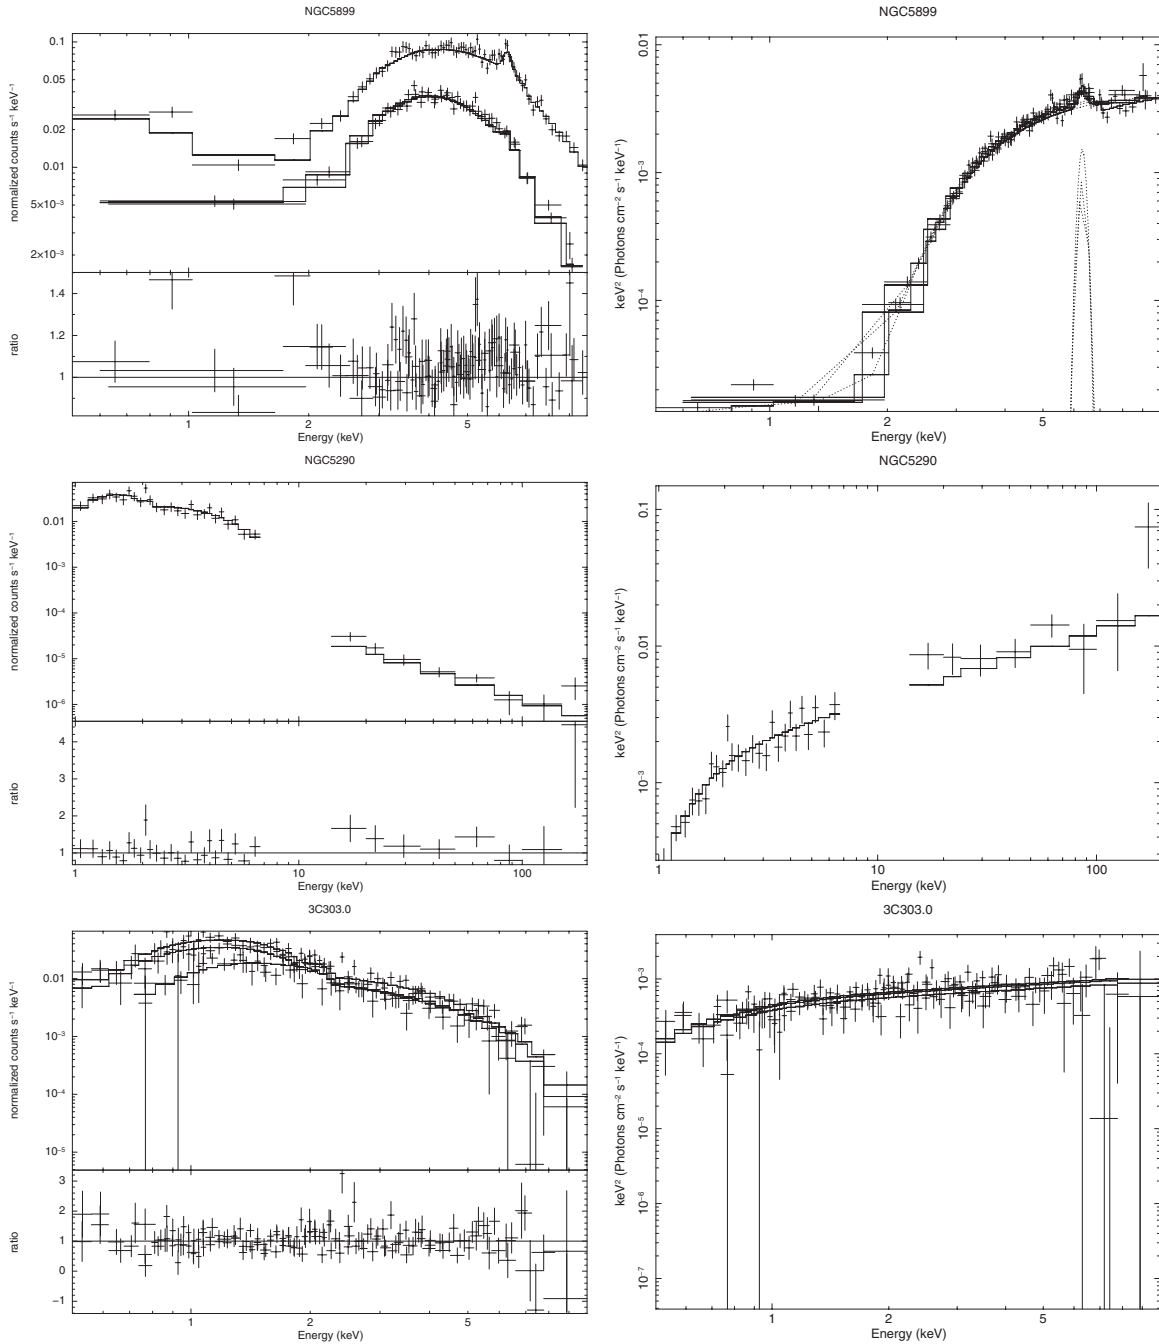 NGC5899
normalized counts s⁻¹ keV⁻¹
0.1
0.05
0.02
0.01
5×10⁻³
2×10⁻³
ratio
1.4
1.2
1
1 2 5
Energy (keV)
NGC5899
keV² (Photons cm⁻² s⁻¹ keV⁻¹)
0.01
10⁻³
10⁻⁴
1 2 5
Energy (keV)
NGC5290
normalized counts s⁻¹ keV⁻¹
0.01
10⁻³
10⁻⁴
10⁻⁵
10⁻⁶
ratio
4
3
2
1
1 10 100
Energy (keV)
NGC5290
keV² (Photons cm⁻² s⁻¹ keV⁻¹)
0.1
0.01
10⁻³
1 10 100
Energy (keV)
3C303.0
normalized counts s⁻¹ keV⁻¹
0.01
10⁻³
10⁻⁴
10⁻⁵
ratio
3
2
1
0
−1
1 2 5
Energy (keV)
3C303.0
keV² (Photons cm⁻² s⁻¹ keV⁻¹)
10⁻³
10⁻⁴
10⁻⁵
10⁻⁶
10⁻⁷
1 2 5
Energy (keV)